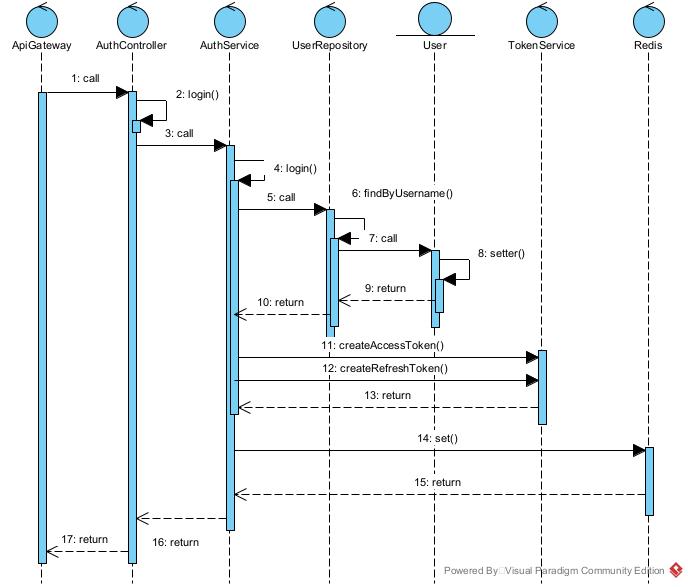 ApiGateway AuthController AuthService UserRepository User TokenService Redis
1: call
2: login()
3: call
4: login()
5: call
6: findByUsername()
7: call
8: setter()
9: return
10: return
11: createAccessToken()
12: createRefreshToken()
13: return
14: set()
15: return
16: return
17: return
Powered By Visual Paradigm Community Edition